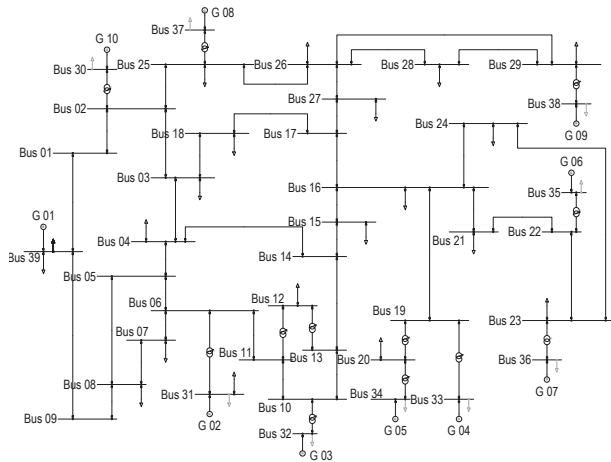 G 08
Bus 37
G 10
Bus 30
Bus 25
Bus 26
Bus 28
Bus 29
Bus 02
Bus 27
Bus 38
G 09
Bus 18
Bus 17
Bus 24
Bus 01
Bus 03
Bus 16
G 06
Bus 35
G 01
Bus 15
Bus 39
Bus 04
Bus 14
Bus 21
Bus 22
Bus 05
Bus 06
Bus 12
Bus 19
Bus 23
Bus 07
Bus 11
Bus 13
Bus 20
Bus 36
G 07
Bus 08
Bus 31
Bus 10
Bus 34
Bus 33
Bus 09
G 02
Bus 32
G 03
G 05
G 04